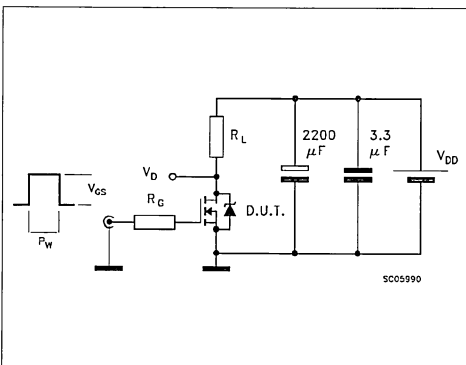 R_L
2200 μF
3.3 μF
V_DD
V_D
V_GS
R_G
D.U.T.
P_W
SC05990